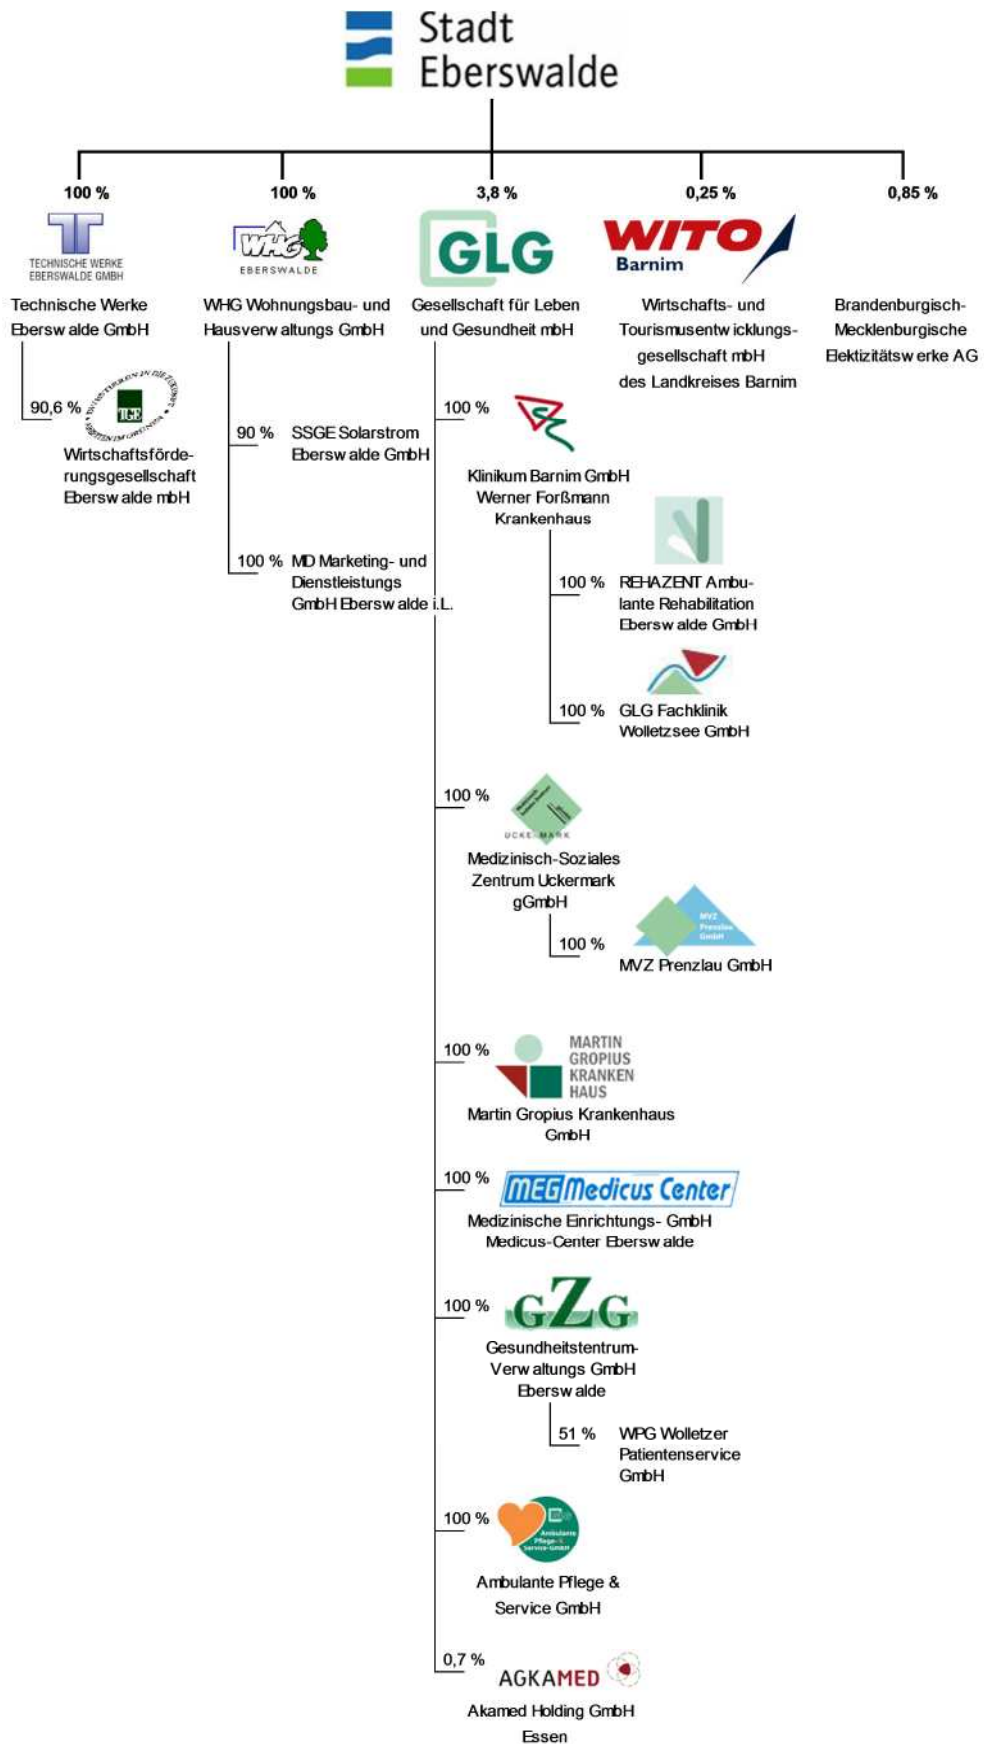 Stadt
Eberswalde
100 %
100 %
3,8 %
0,25 %
0,85 %
TECHNISCHE WERKE
EBERSWALDE GMBH
WHG
EBERSWALDE
GLG
WITO
Barnim
Technische Werke
Eberswalde GmbH
WHG Wohnungsbau- und
Hausverwaltungs GmbH
Gesellschaft für Leben
und Gesundheit mbH
Wirtschafts- und
Tourismusentwicklungs-
gesellschaft mbH
des Landkreises Barnim
Brandenburgisch-
Mecklenburgische
Elektizitätswerke AG
90,6 %
TGE
Wirtschaftsförde-
rungsgesellschaft
Eberswalde mbH
90 %
SSGE Solarstrom
Eberswalde GmbH
100 %
MD Marketing- und
Dienstleistungs
GmbH Eberswalde i.L.
100 %
Klinikum Barnim GmbH
Werner Forßmann
Krankenhaus
100 %
REHAZENT Ambu-
lante Rehabilitation
Eberswalde GmbH
100 %
GLG Fachklinik
Wolletzsee GmbH
100 %
UCKERMARK
Medizinisch-Soziales
Zentrum Uckermark
gGmbH
100 %
MVZ
Prenzlau
GmbH
MVZ Prenzlau GmbH
100 %
MARTIN
GROPIUS
KRANKEN
HAUS
Martin Gropius Krankenhaus
GmbH
100 %
MEG Medicus Center
Medizinische Einrichtungs- GmbH
Medicus-Center Eberswalde
100 %
GZG
Gesundheitstentrum-
Verwaltungs GmbH
Eberswalde
51 %
WPG Wolletzer
Patientenservice
GmbH
100 %
Ambulante
Pflege-&
Service-GmbH
Ambulante Pflege &
Service GmbH
0,7 %
AGKAMED
Akamed Holding GmbH
Essen